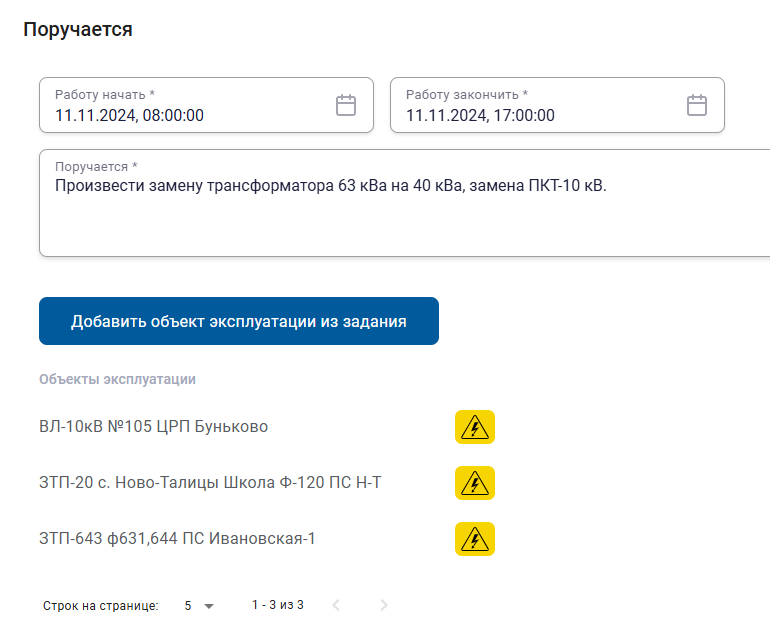 Поручается
Работу начать *
11.11.2024, 08:00:00
Работу закончить *
11.11.2024, 17:00:00
Поручается *
Произвести замену трансформатора 63 кВа на 40 кВа, замена ПКТ-10 кВ.
Добавить объект эксплуатации из задания
Объекты эксплуатации
ВЛ-10кВ №105 ЦРП Буньково
ЗТП-20 с. Ново-Талицы Школа Ф-120 ПС Н-Т
ЗТП-643 ф631,644 ПС Ивановская-1
Строк на странице: 5 1 - 3 из 3